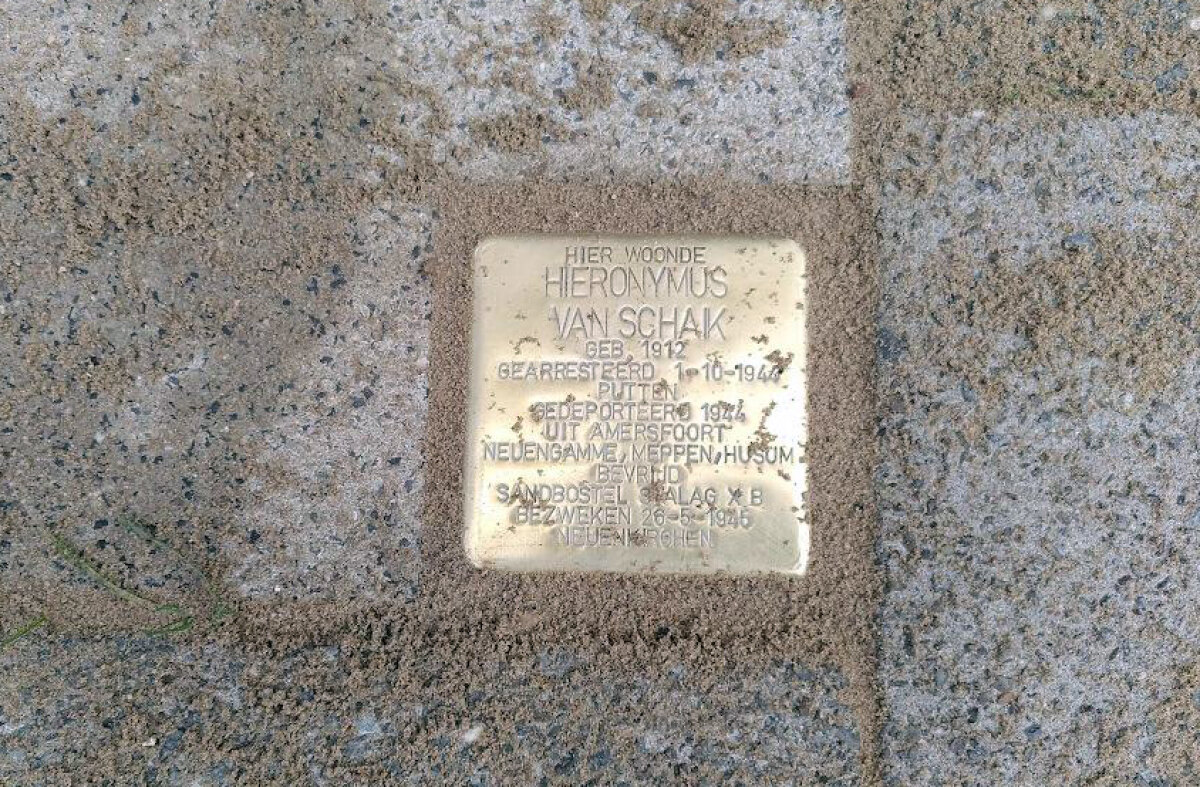 HIER WOONDE
HIERONYMUS
VAN SCHAIK
GEB. 1912
GEARRESTEERD 1-10-1944
PUTTEN
GEDEPORTEERD 1944
UIT AMERSFOORT
NEUENGAMME, MEPPEN, HUSUM
BEVRIJD
SANDBOSTEL STALAG X B
BEZWEKEN 26-5-1945
NEUENKIRCHEN